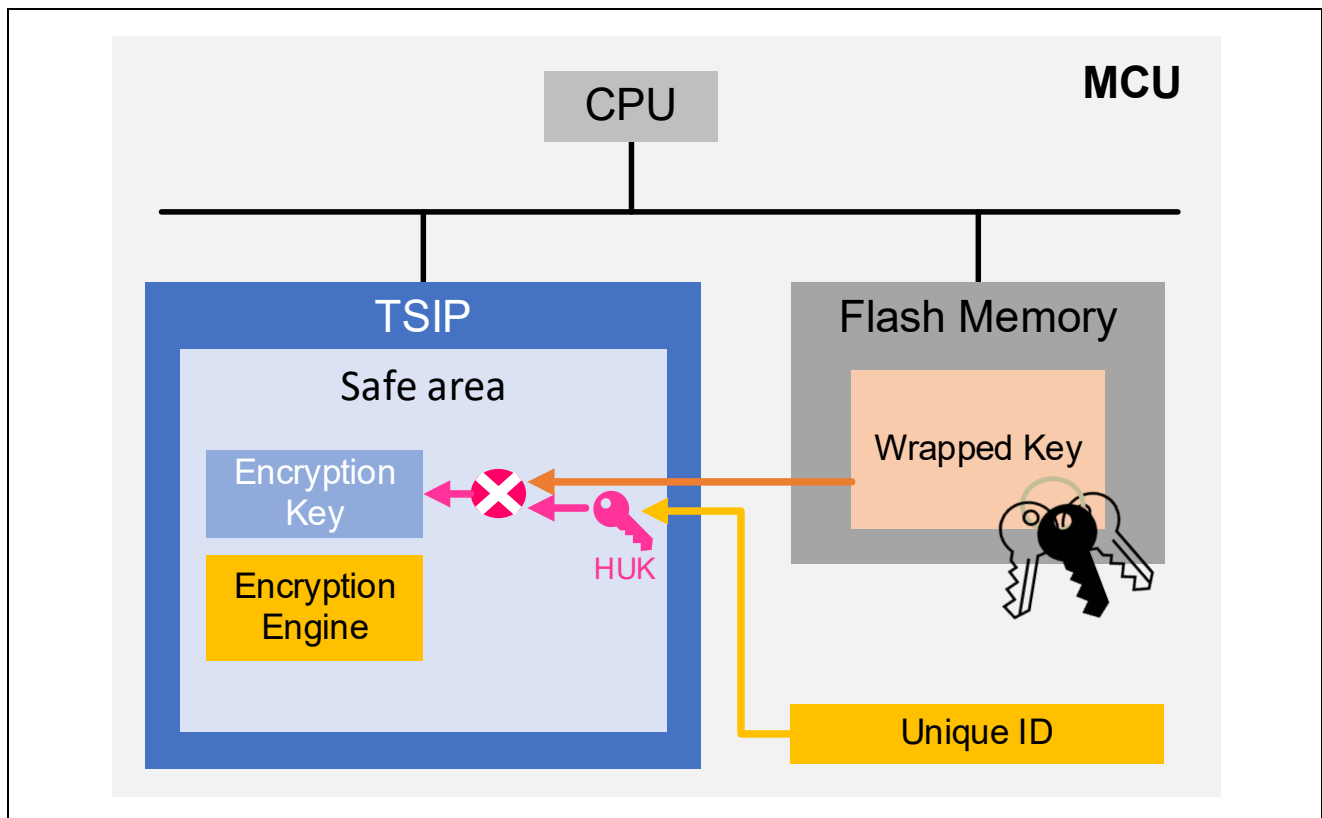 MCU
CPU
TSIP
Flash Memory
Safe area
Wrapped Key
Encryption
Key
HUK
Encryption
Engine
Unique ID